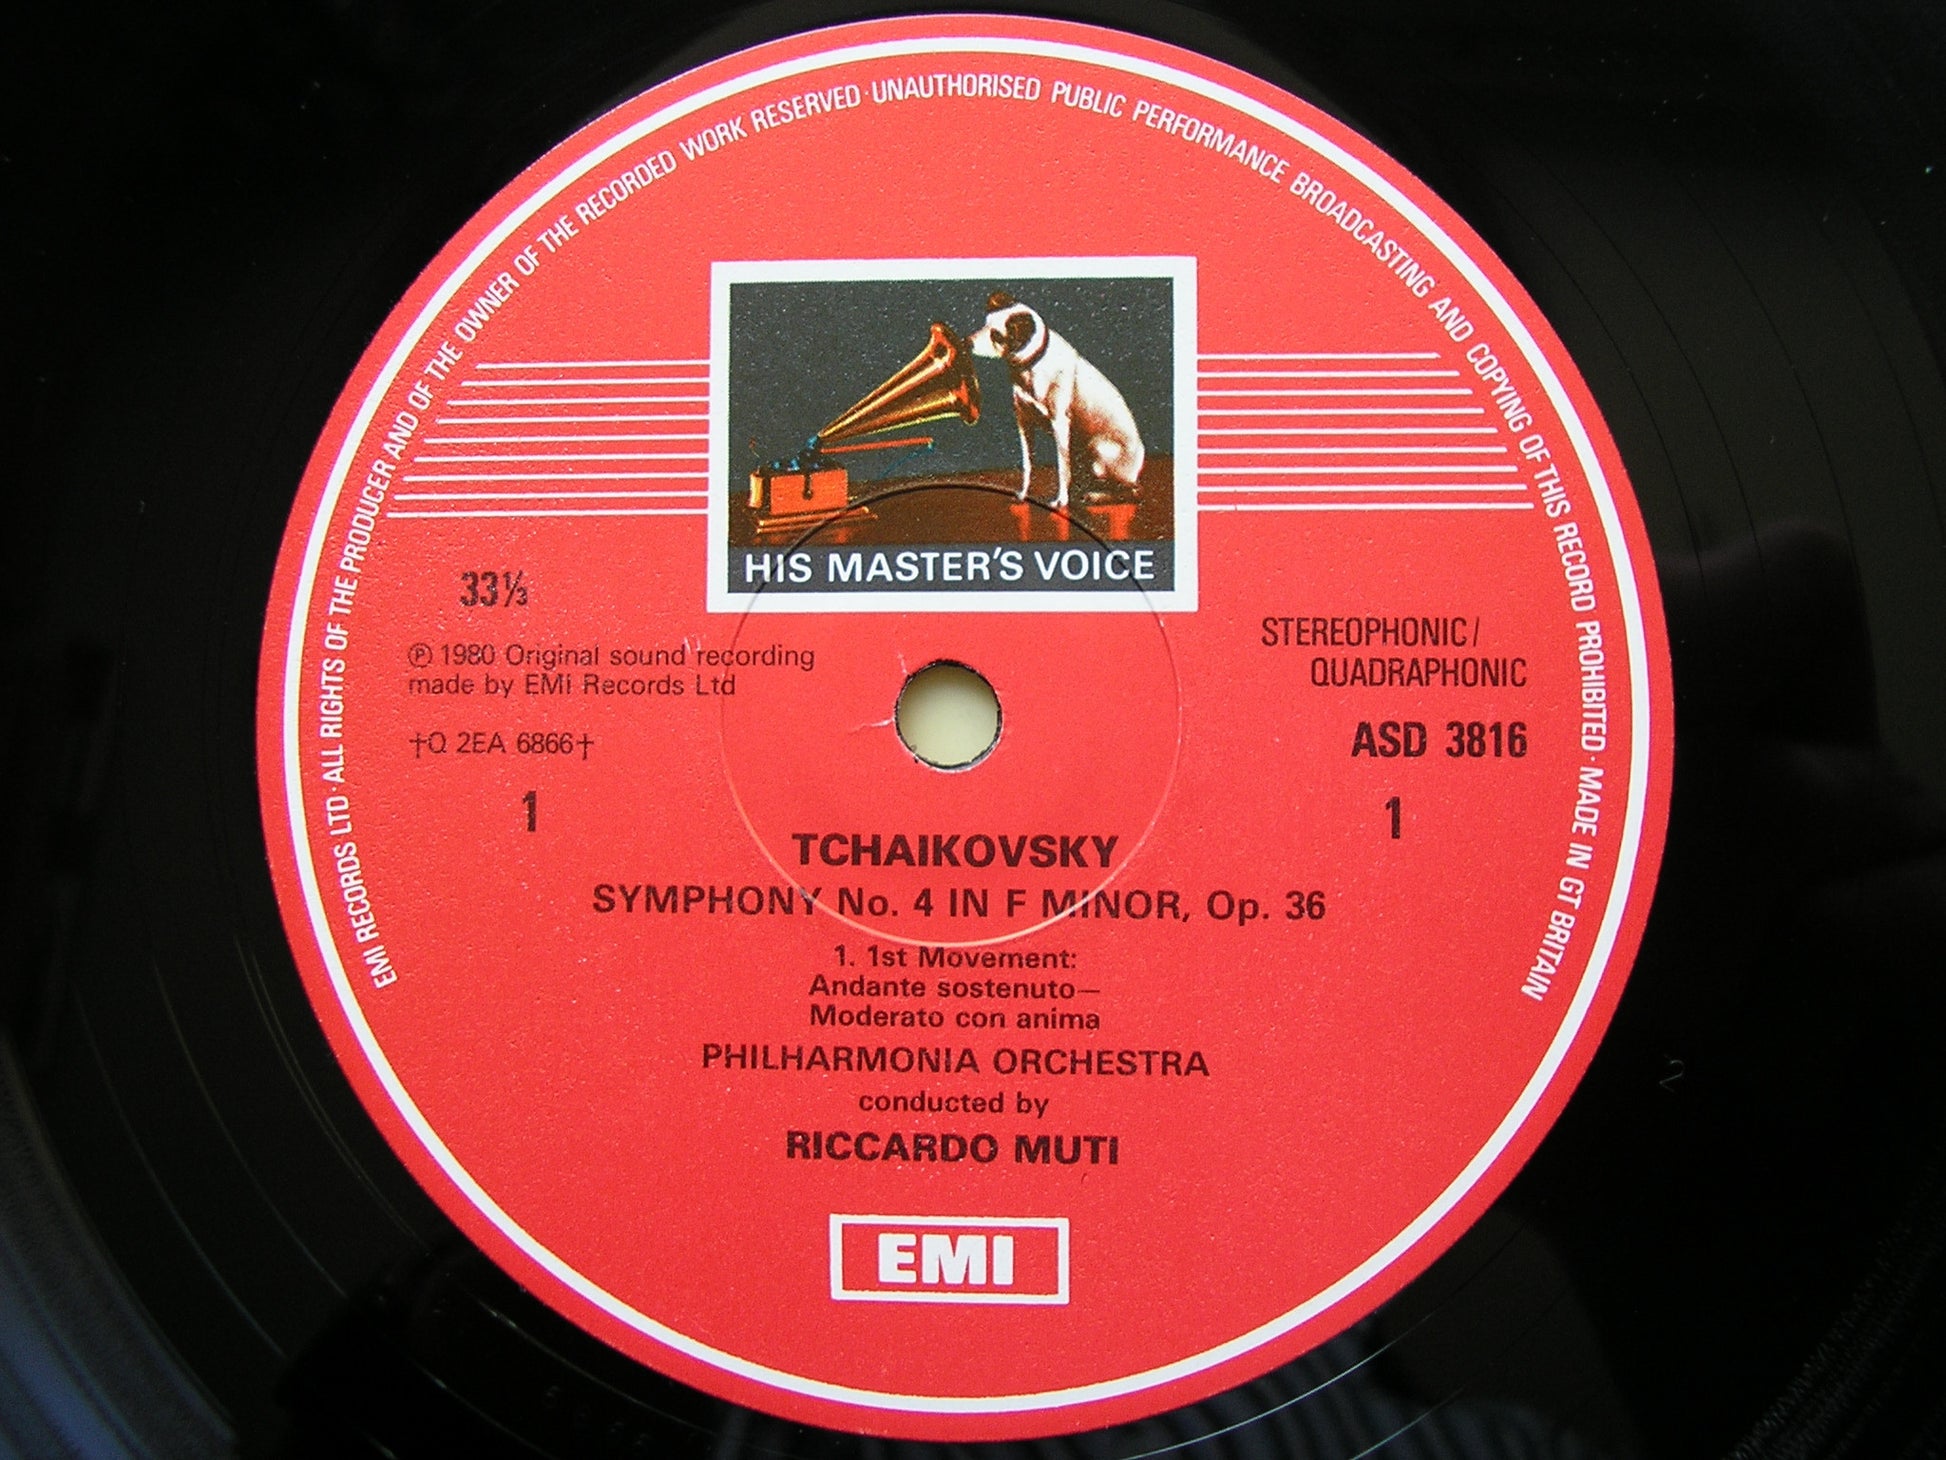 EMI RECORDS LTD · ALL RIGHTS OF THE PRODUCER AND OF THE OWNER OF THE RECORDED WORK RESERVED · UNAUTHORISED PUBLIC PERFORMANCE BROADCASTING AND COPYING OF THIS RECORD PROHIBITED · MADE IN GT BRITAIN
HIS MASTER'S VOICE
33⅓
℗ 1980 Original sound recording
made by EMI Records Ltd
†Q 2EA 6866†
1
STEREOPHONIC/
QUADRAPHONIC
ASD 3816
1
TCHAIKOVSKY
SYMPHONY No. 4 IN F MINOR, Op. 36
1. 1st Movement:
Andante sostenuto—
Moderato con anima
PHILHARMONIA ORCHESTRA
conducted by
RICCARDO MUTI
EMI